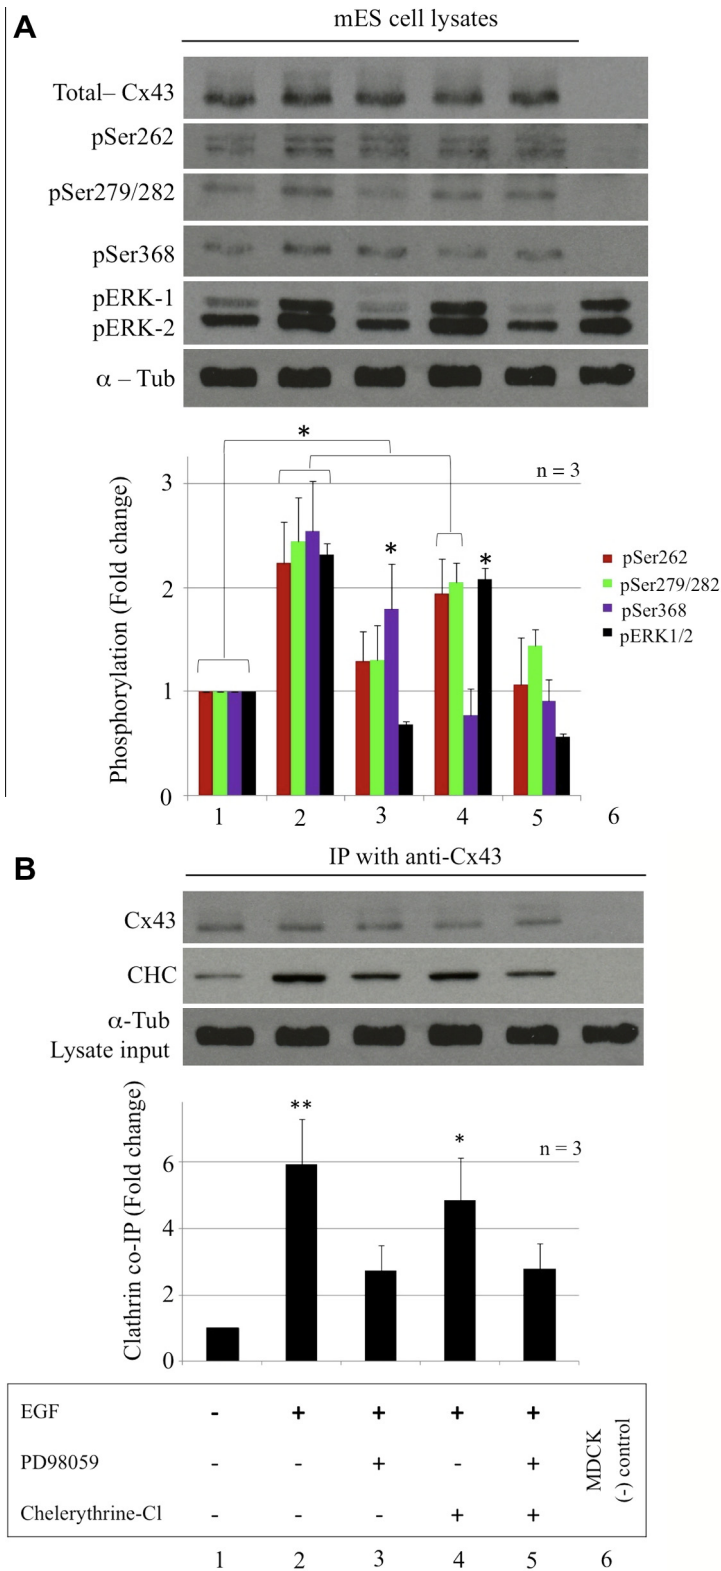 A
mES cell lysates
Total– Cx43
pSer262
pSer279/282
pSer368
pERK-1
pERK-2
α – Tub
*
n = 3
3
2
1
0
Phosphorylation (Fold change)
*
*
pSer262
pSer279/282
pSer368
pERK1/2
1 2 3 4 5 6
B
IP with anti-Cx43
Cx43
CHC
α-Tub
Lysate input
Clathrin co-IP (Fold change)
** 
*
n = 3
6
4
2
0
EGF - + + + +
PD98059 - - + - +
Chelerythrine-Cl - - - + +
MDCK
(-) control
1 2 3 4 5 6